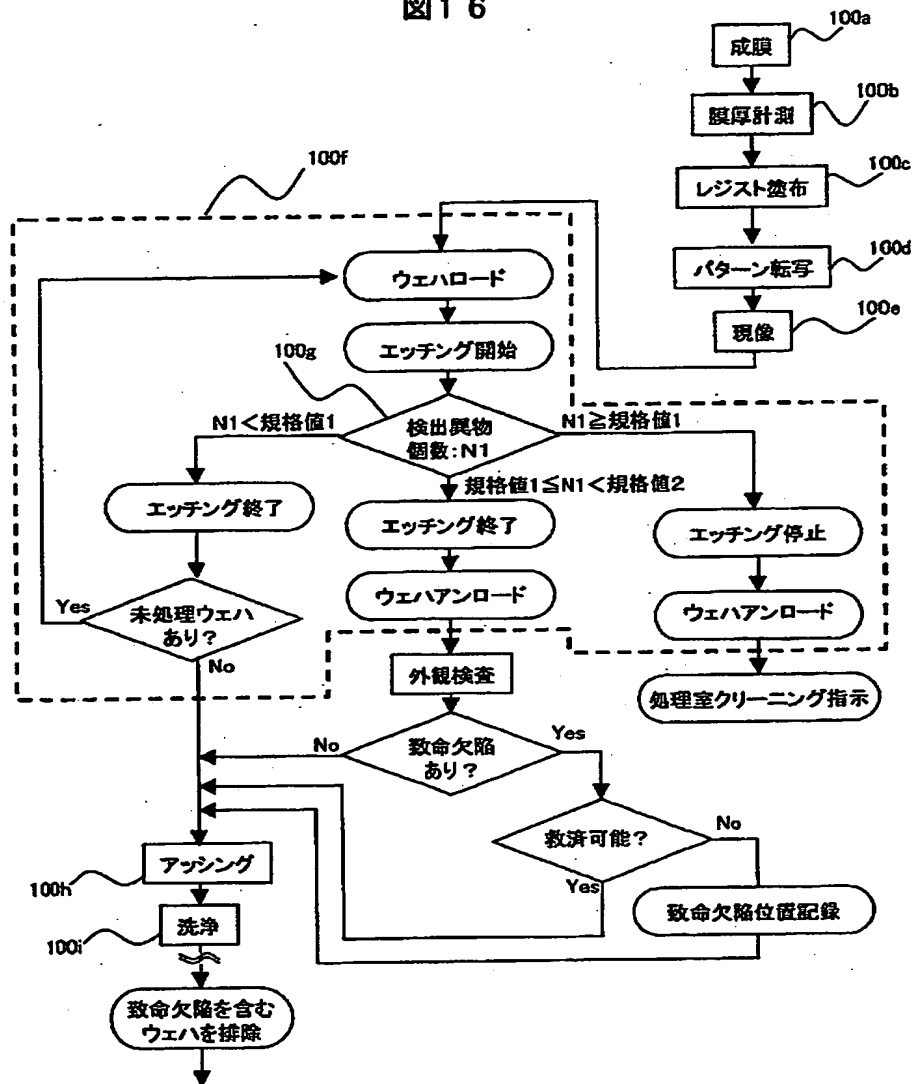 図16
成膜
100a
膜厚計測
100b
レジスト塗布
100c
パターン転写
100d
現像
100e
100f
ウェハロード
エッチング開始
100g
検出異物
個数:N1
N1<規格値1
N1≧規格値1
規格値1≦N1<規格値2
エッチング終了
未処理ウェハ
あり?
Yes
No
エッチング終了
ウェハアンロード
エッチング停止
ウェハアンロード
処理室クリーニング指示
外観検査
致命欠陥
あり?
No
Yes
救済可能?
No
Yes
致命欠陥位置記録
アッシング
100h
洗浄
100i
致命欠陥を含む
ウェハを排除